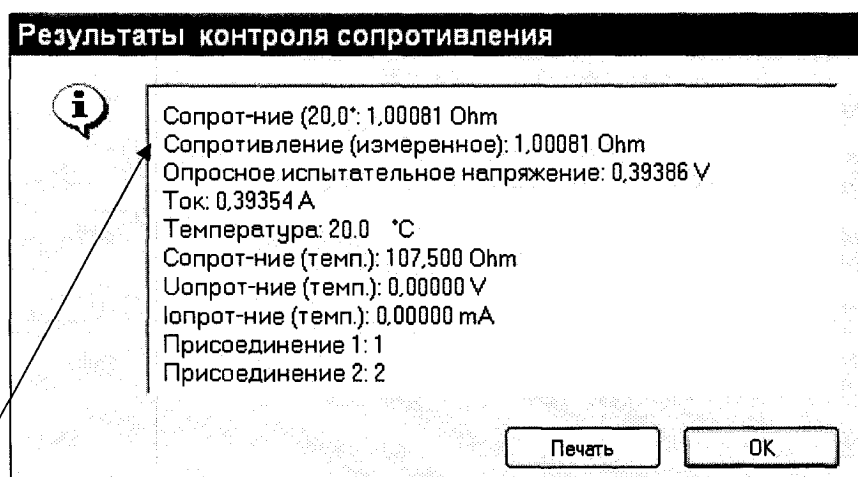 Результаты контроля сопротивления
Сопрот-ние (20,0°: 1,00081 Ohm
Сопротивление (измеренное): 1,00081 Ohm
Опросное испытательное напряжение: 0,39386 V
Ток: 0,39354 A
Температура: 20.0 °C
Сопрот-ние (темп.): 107,500 Ohm
Uопрот-ние (темп.): 0,00000 V
Iопрот-ние (темп.): 0,00000 mA
Присоединение 1: 1
Присоединение 2: 2
Печать
OK